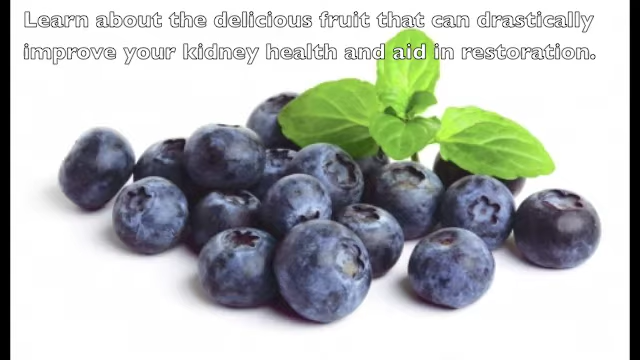 Learn about the delicious fruit that can drastically
improve your kidney health and aid in restoration.